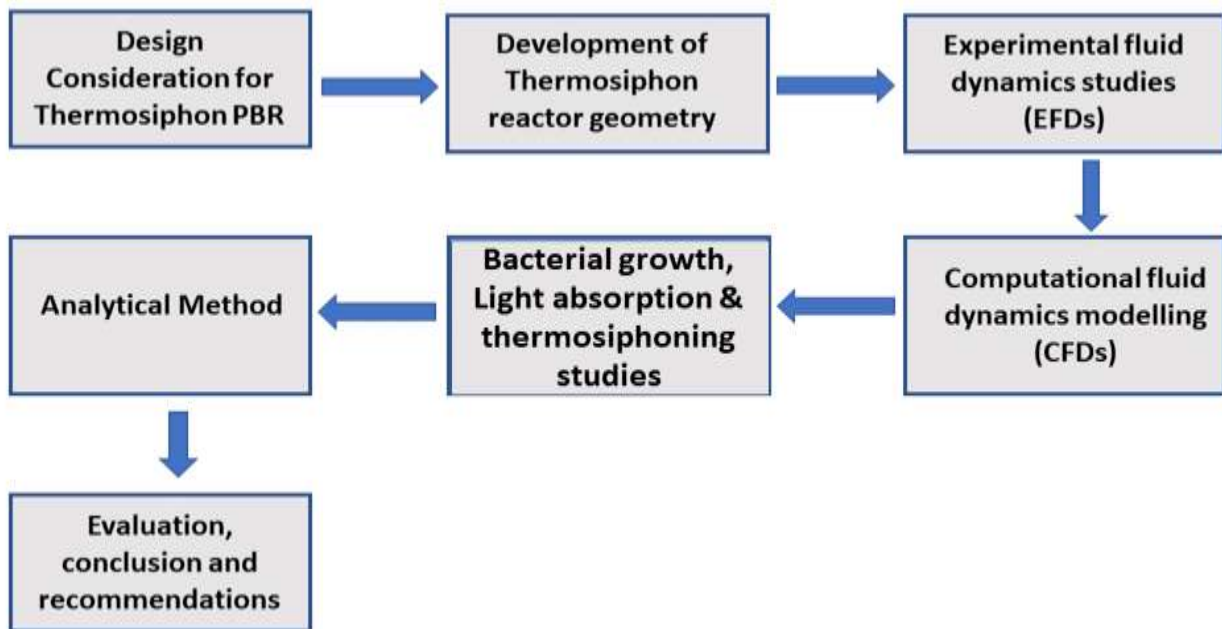 Design
Consideration for
Thermosiphon PBR
Development of
Thermosiphon
reactor geometry
Experimental fluid
dynamics studies
(EFDs)
Computational fluid
dynamics modelling
(CFDs)
Bacterial growth,
Light absorption &
thermosiphoning
studies
Analytical Method
Evaluation,
conclusion and
recommendations